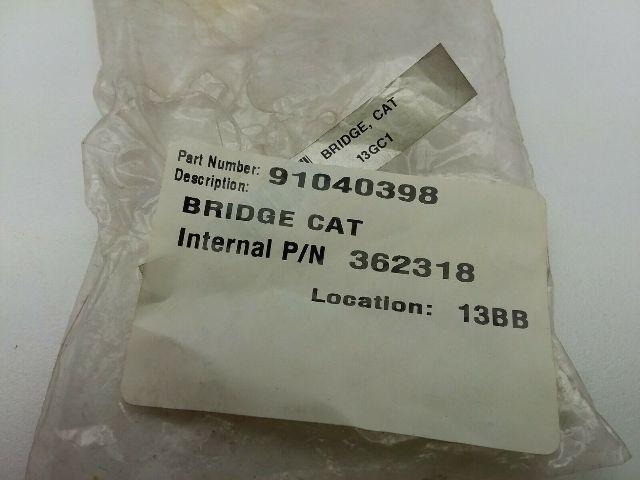 BRIDGE, CAT
13GC1
Part Number: 91040398
Description:
BRIDGE CAT
Internal P/N 362318
Location: 13BB